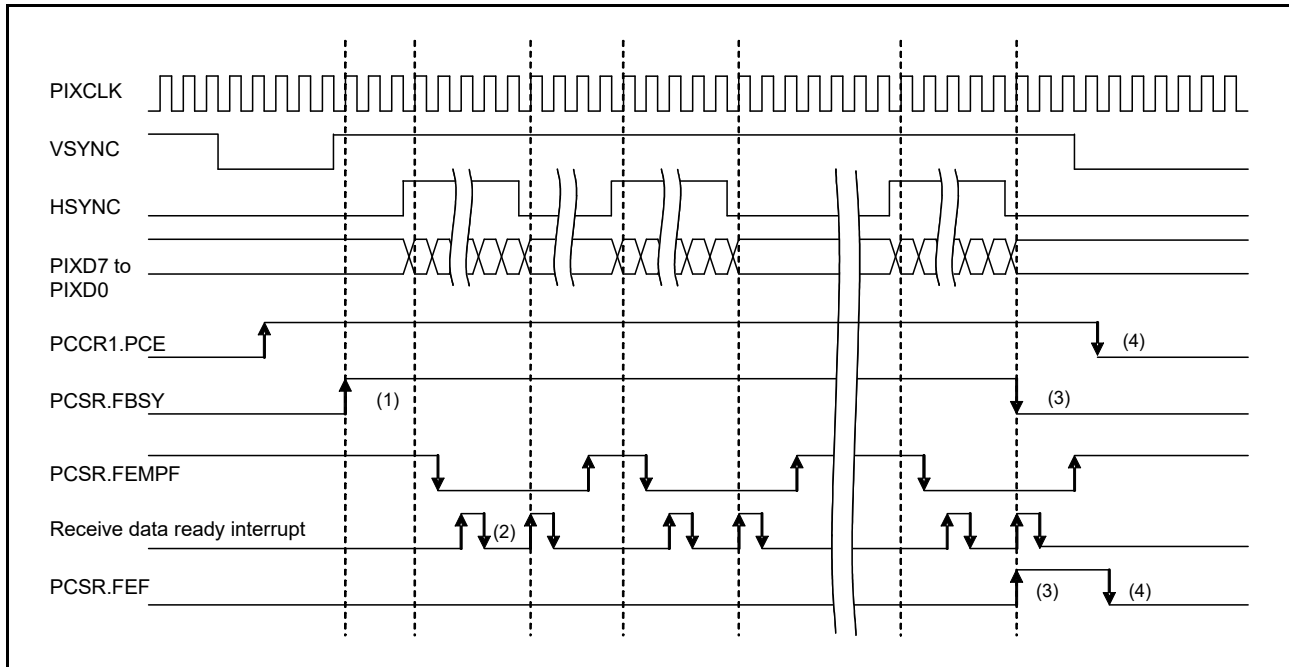 PIXCLK
VSYNC
HSYNC
PIXD7 to
PIXD0
PCCR1.PCE
(4)
PCSR.FBSY
(1)
(3)
PCSR.FEMPF
Receive data ready interrupt
(2)
PCSR.FEF
(3)
(4)